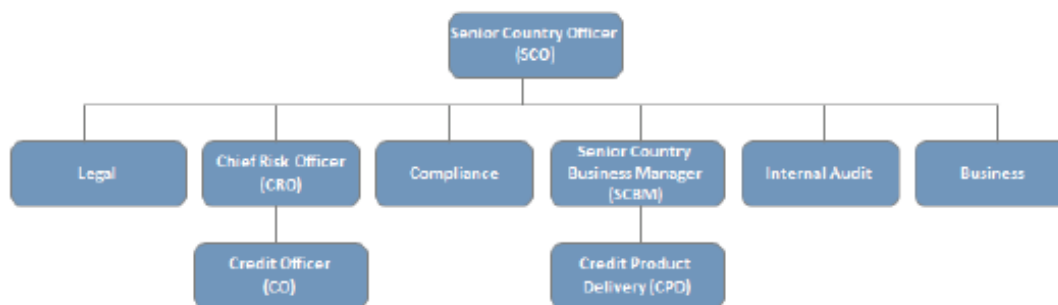 Senior Country Officer
(SCO)
Legal
Chief Risk Officer
(CRO)
Compliance
Senior Country
Business Manager
(SCBM)
Internal Audit
Business
Credit Officer
(CO)
Credit Product
Delivery (CPD)